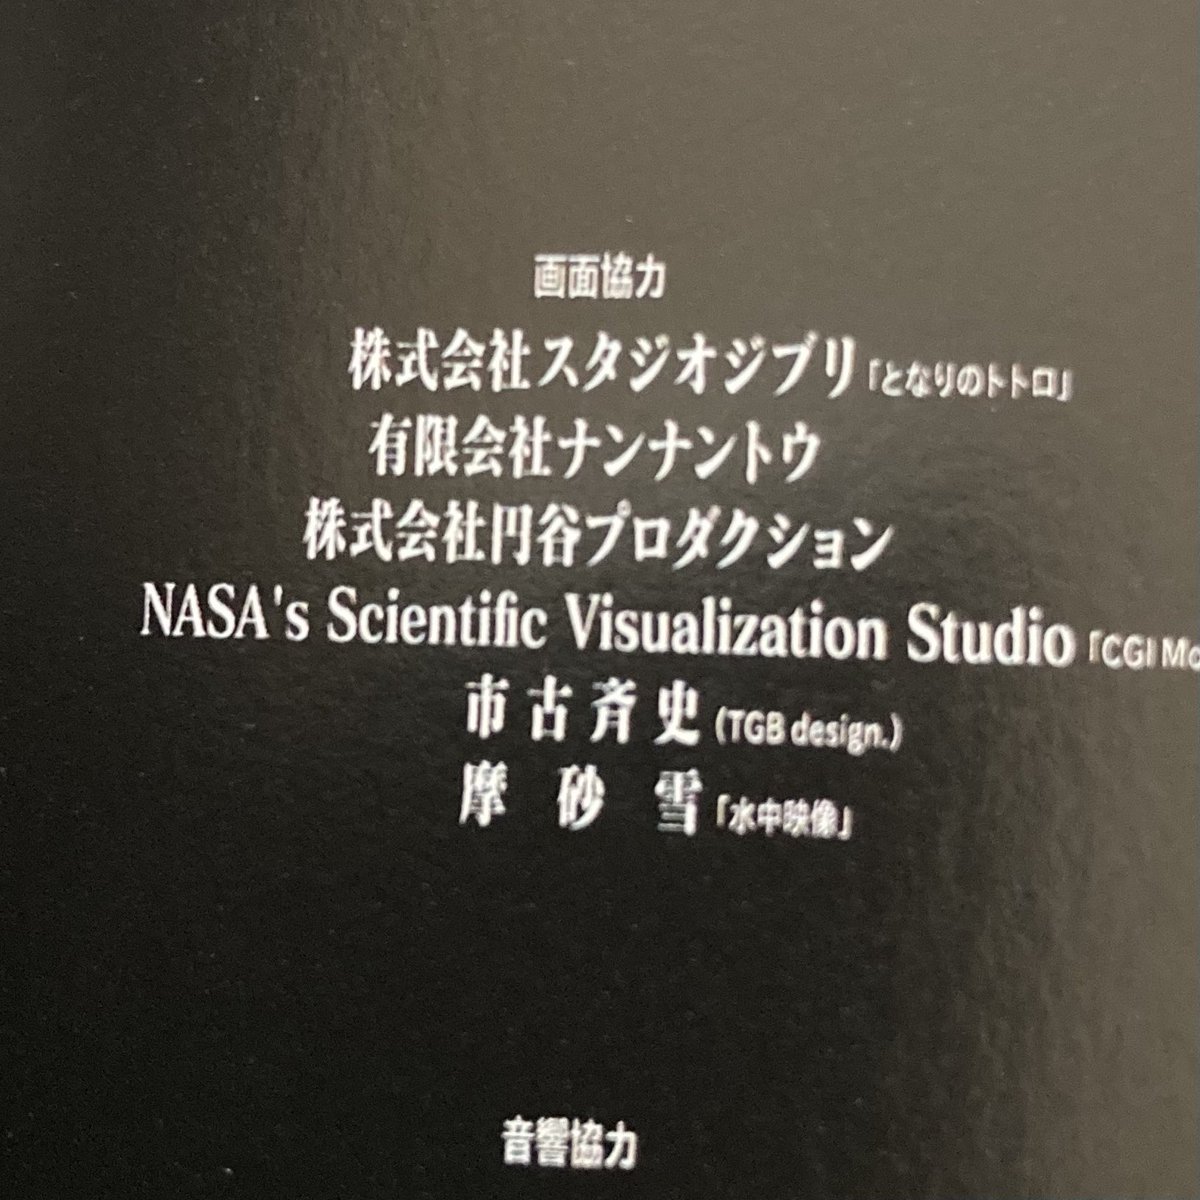 画面協力
株式会社スタジオジブリ「となりのトトロ」
有限会社ナンナントウ
株式会社円谷プロダクション
NASA's Scientific Visualization Studio「CGI
市古斉史(TGB design.)
摩砂雪「水中映像」
音響協力